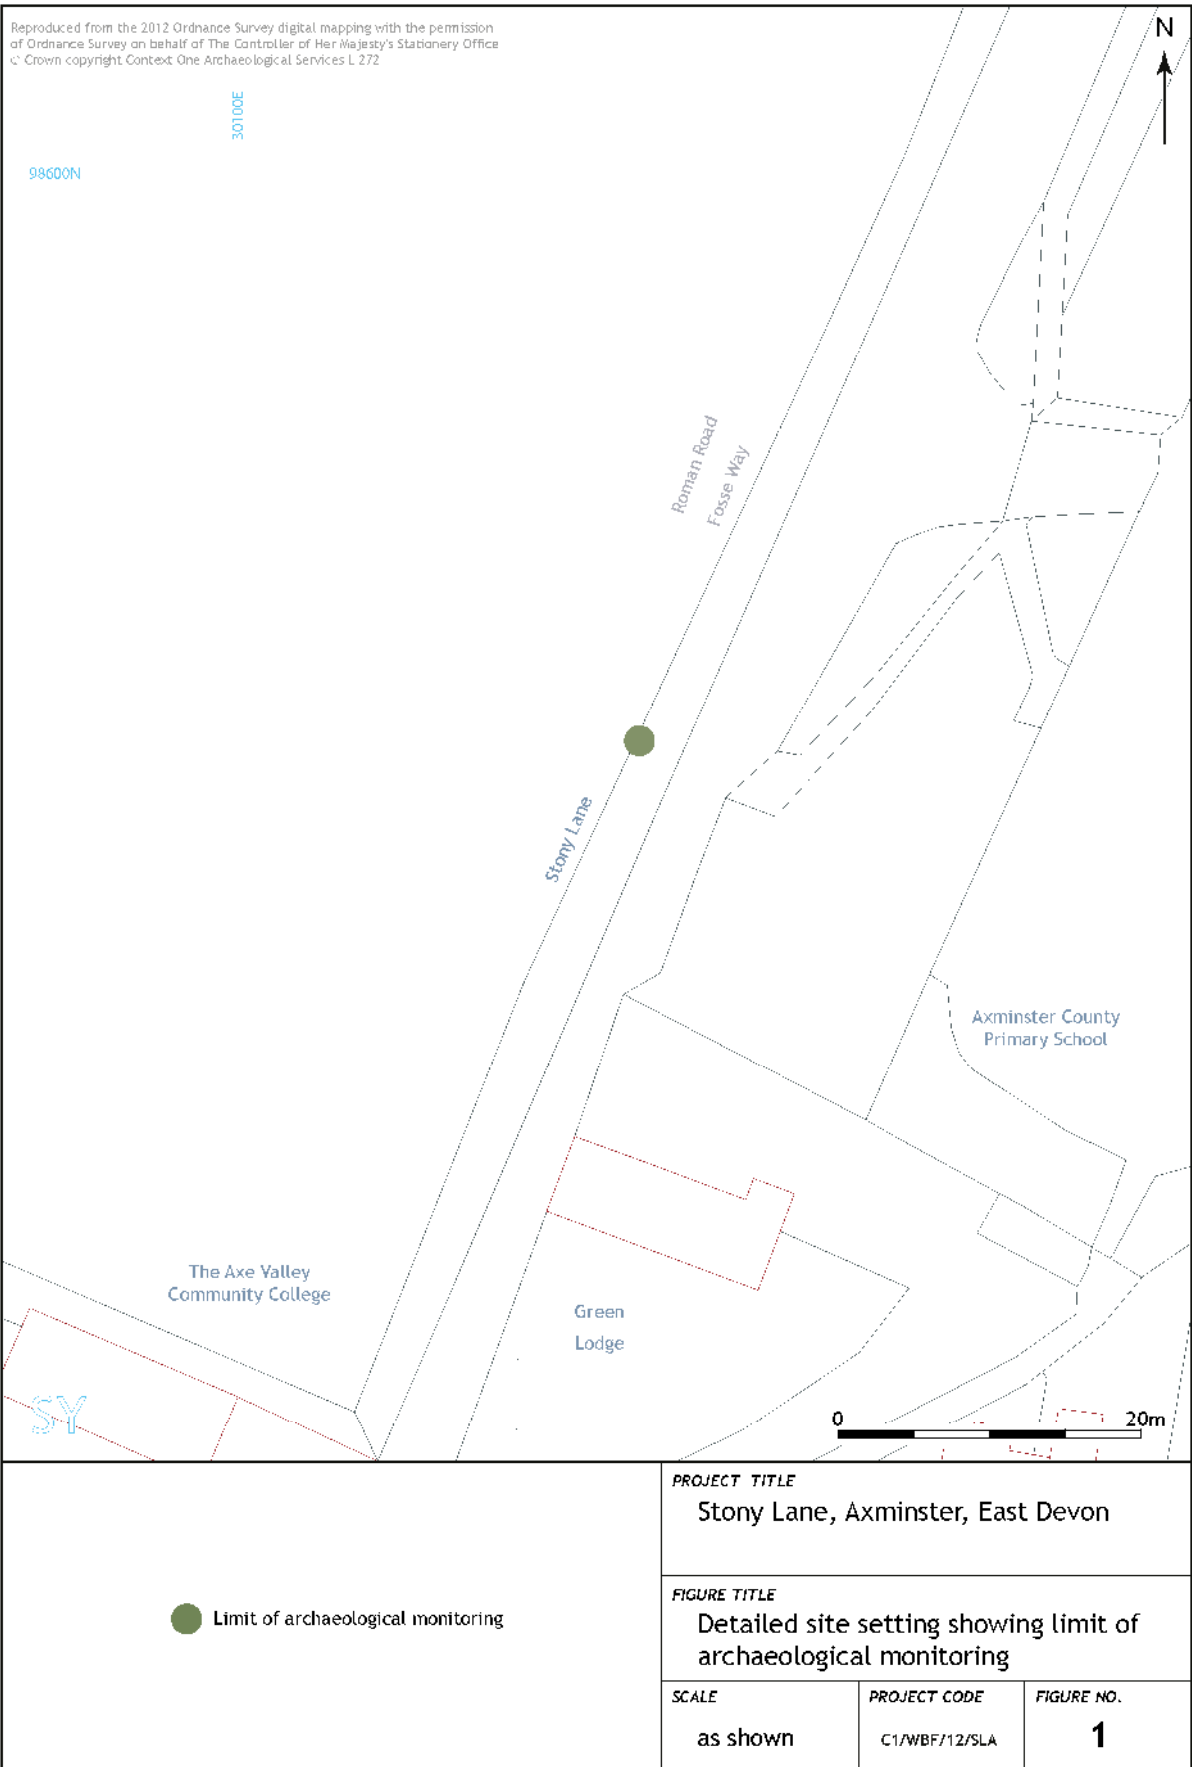 Reproduced from the 2012 Ordnance Survey digital mapping with the permission
of Ordnance Survey on behalf of The Controller of Her Majesty's Stationery Office
© Crown copyright Context One Archaeological Services L 272
N
30100E
98600N
Roman Road
Fosse Way
Stony Lane
Axminster County
Primary School
The Axe Valley
Community College
Green
Lodge
SY
0 20m
Limit of archaeological monitoring
PROJECT TITLE
Stony Lane, Axminster, East Devon
FIGURE TITLE
Detailed site setting showing limit of
archaeological monitoring
SCALE
as shown
PROJECT CODE
C1/WBF/12/SLA
FIGURE NO.
1